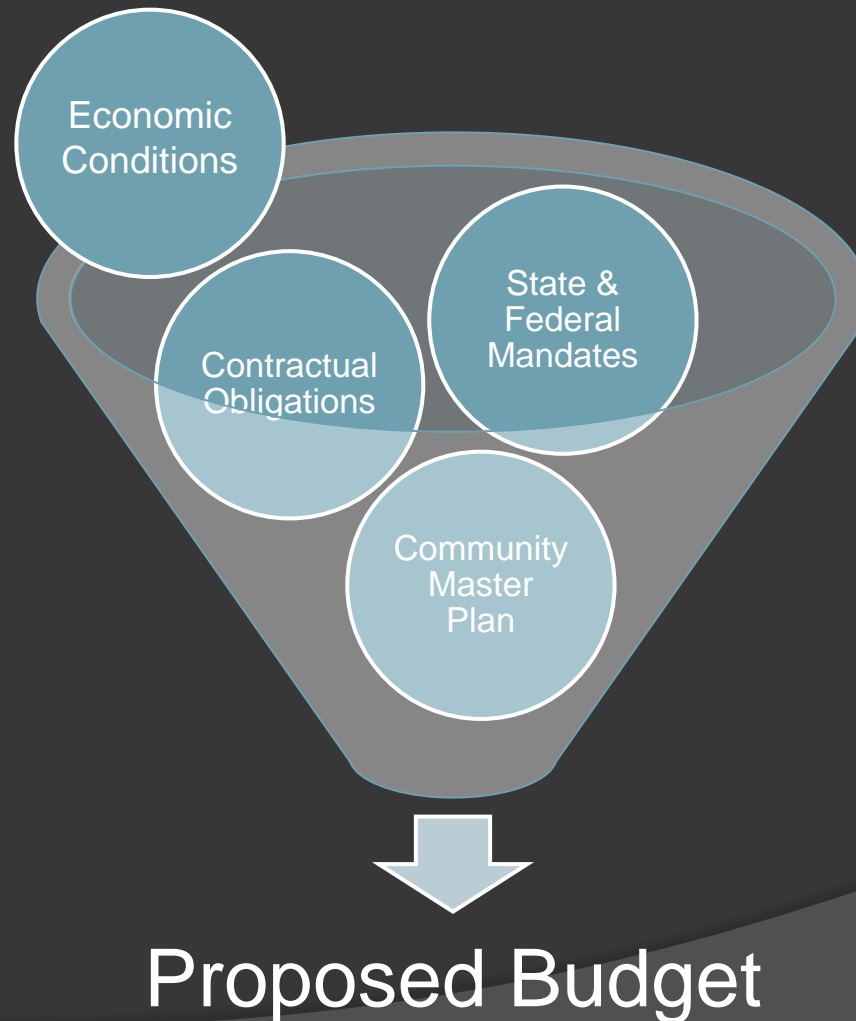 Economic
Conditions
State &
Federal
Mandates
Contractual
Obligations
Community
Master
Plan
Proposed Budget